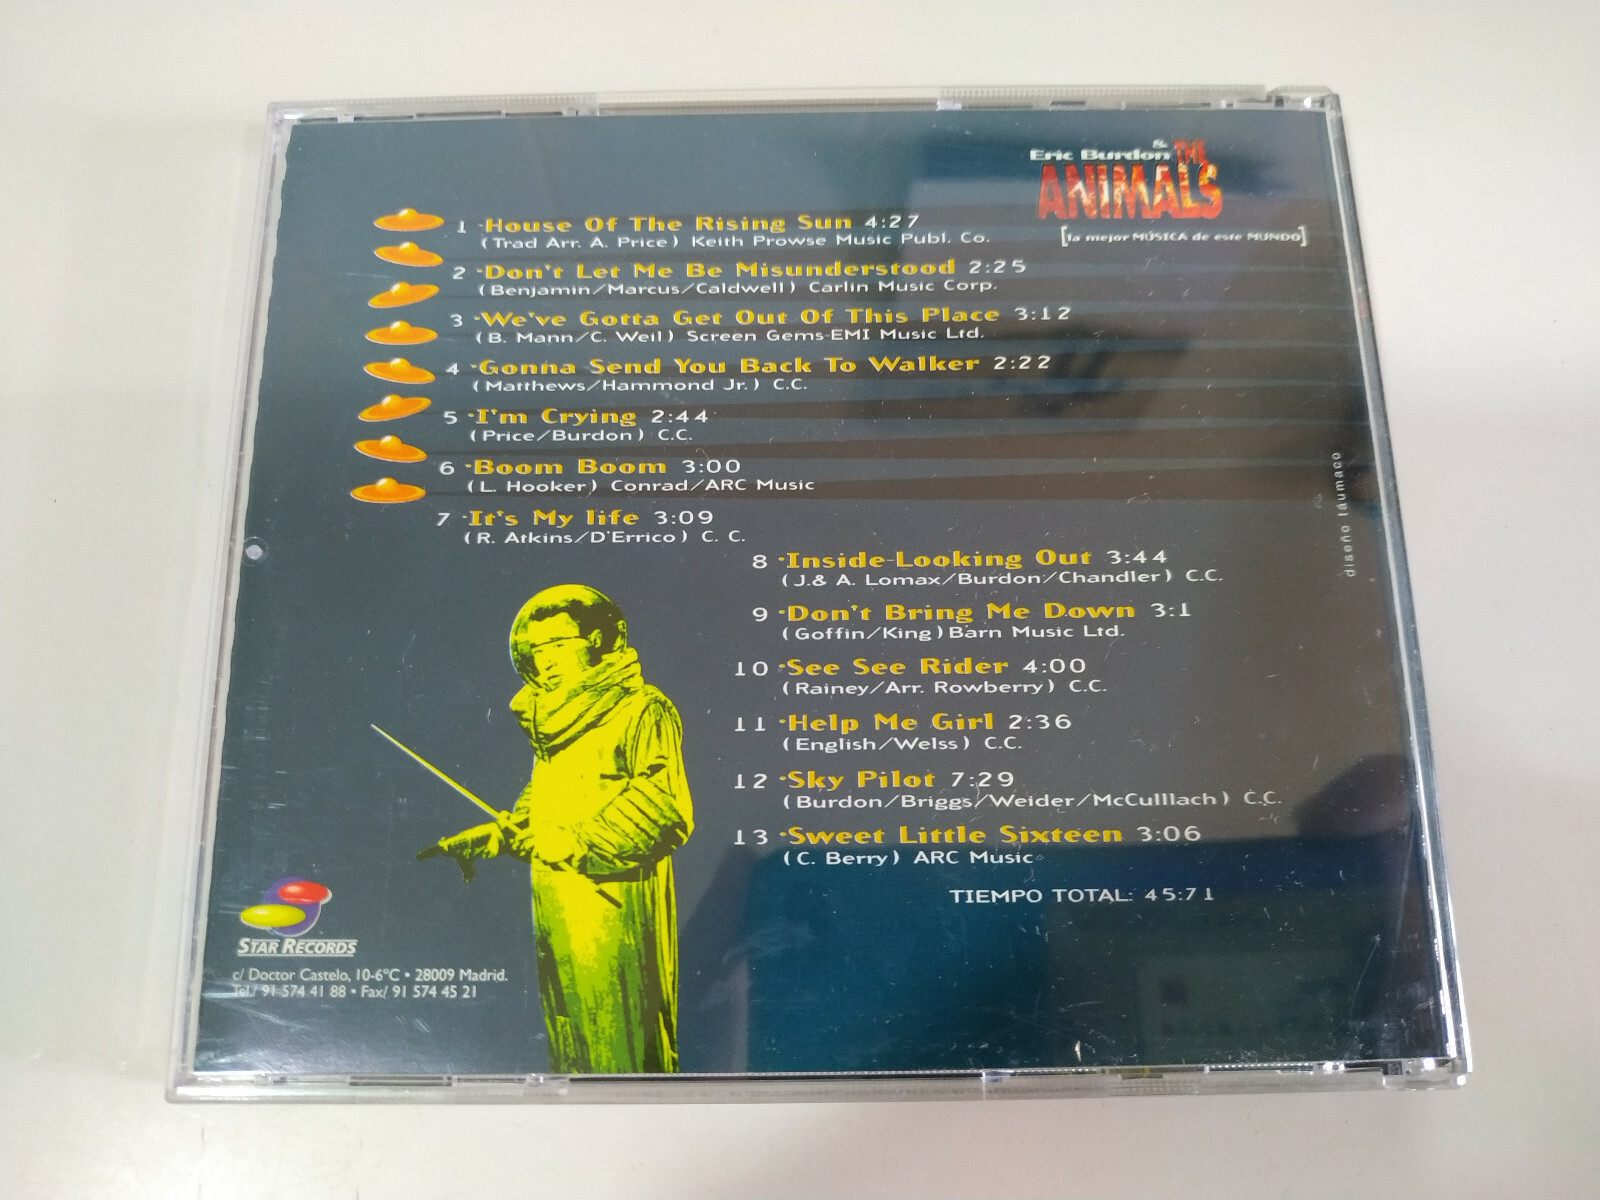 Eric Burdon &
THE
ANIMALS
[la mejor MÚSICA de este MUNDO]
1 ·House Of The Rising Sun 4:27
(Trad Arr. A. Price) Keith Prowse Music Publ. Co.
2 ·Don't Let Me Be Misunderstood 2:25
(Benjamin/Marcus/Caldwell) Carlin Music Corp.
3 ·We've Gotta Get Out Of This Place 3:12
(B. Mann/C. Weil) Screen Gems-EMI Music Ltd.
4 ·Gonna Send You Back To Walker 2:22
(Matthews/Hammond Jr.) C.C.
5 ·I'm Crying 2:44
(Price/Burdon) C.C.
6 ·Boom Boom 3:00
(L. Hooker) Conrad/ARC Music
7 ·It's My life 3:09
(R. Atkins/D'Errico) C. C.
8 ·Inside-Looking Out 3:44
(J.& A. Lomax/Burdon/Chandler) C.C.
9 ·Don't Bring Me Down 3:1
(Goffin/King) Barn Music Ltd.
10 ·See See Rider 4:00
(Rainey/Arr. Rowberry) C.C.
11 ·Help Me Girl 2:36
(English/Welss) C.C.
12 ·Sky Pilot 7:29
(Burdon/Briggs/Weider/McCulllach) C.C.
13 ·Sweet Little Sixteen 3:06
(C. Berry) ARC Music
TIEMPO TOTAL: 45:71
diseño táumaco
STAR RECORDS
c/ Doctor Castelo, 10-6ºC • 28009 Madrid.
Tel./ 91 574 41 88 • Fax/ 91 574 45 21